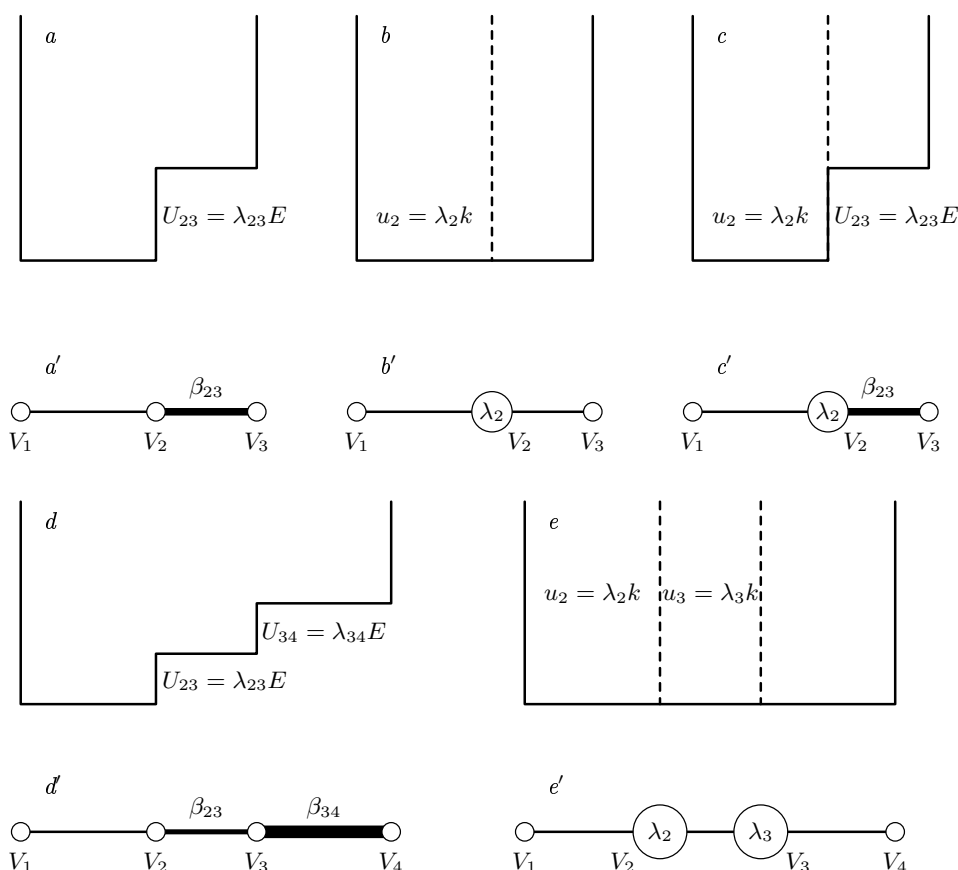 a b c
U₂₃ = λ₂₃E u₂ = λ₂k u₂ = λ₂k U₂₃ = λ₂₃E
a′ b′ c′
β₂₃ β₂₃
λ₂ λ₂
V₁ V₂ V₃ V₁ V₂ V₃ V₁ V₂ V₃
d e
u₂ = λ₂k u₃ = λ₃k
U₃₄ = λ₃₄E
U₂₃ = λ₂₃E
d′ e′
β₂₃ β₃₄
λ₂ λ₃
V₁ V₂ V₃ V₄ V₁ V₂ V₃ V₄